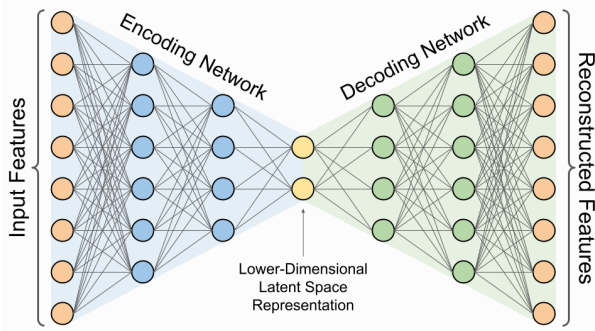 Input Features
Encoding Network
Decoding Network
Reconstructed Features
Lower-Dimensional
Latent Space
Representation